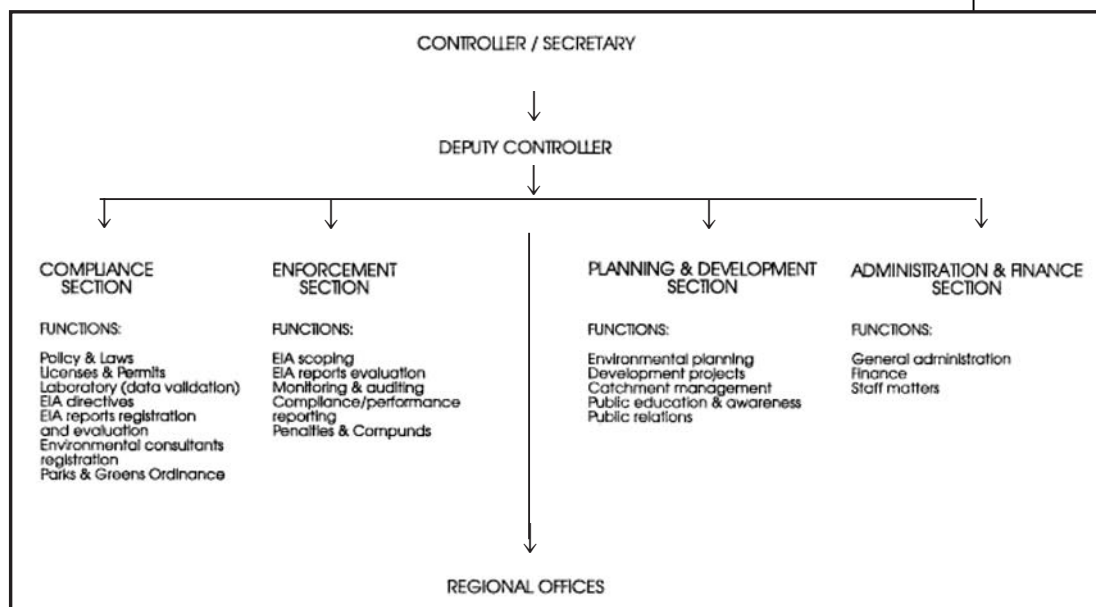 CONTROLLER / SECRETARY
DEPUTY CONTROLLER
COMPLIANCE
SECTION
FUNCTIONS:
Policy & Laws
Licenses & Permits
Laboratory (data validation)
EIA directives
EIA reports registration
and evaluation
Environmental consultants
registration
Parks & Greens Ordinance
ENFORCEMENT
SECTION
FUNCTIONS:
EIA scoping
EIA reports evaluation
Monitoring & auditing
Compliance/performance
reporting
Penalties & Compunds
PLANNING & DEVELOPMENT
SECTION
FUNCTIONS:
Environmental planning
Development projects
Catchment management
Public education & awareness
Public relations
ADMINISTRATION & FINANCE
SECTION
FUNCTIONS:
General administration
Finance
Staff matters
REGIONAL OFFICES